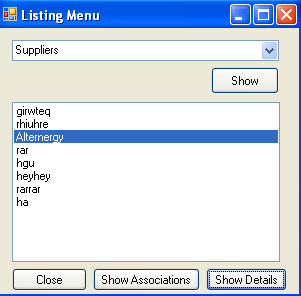 Listing Menu
Suppliers
Show
girwteq
rhiuhre
Alternergy
rar
hgu
heyhey
rarrar
ha
Close Show Associations Show Details